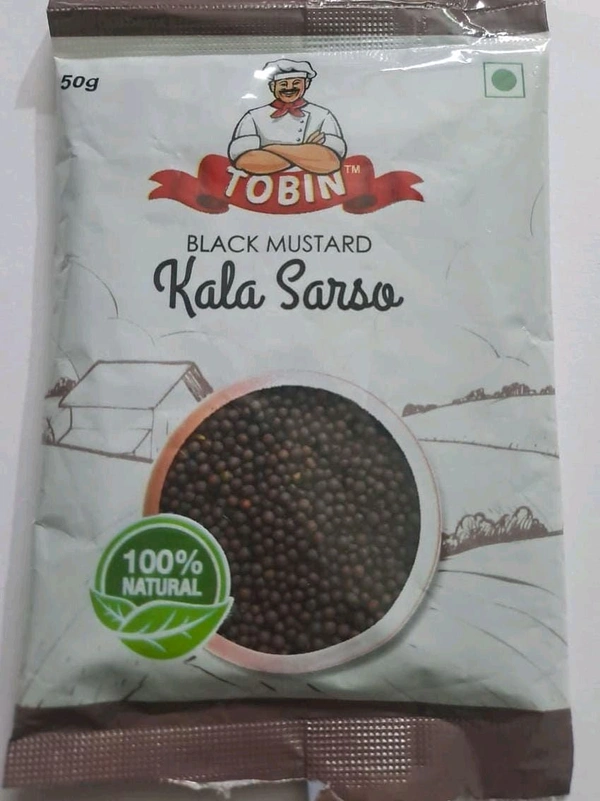 50g
TOBIN™
BLACK MUSTARD
Kala Sarso
100%
NATURAL